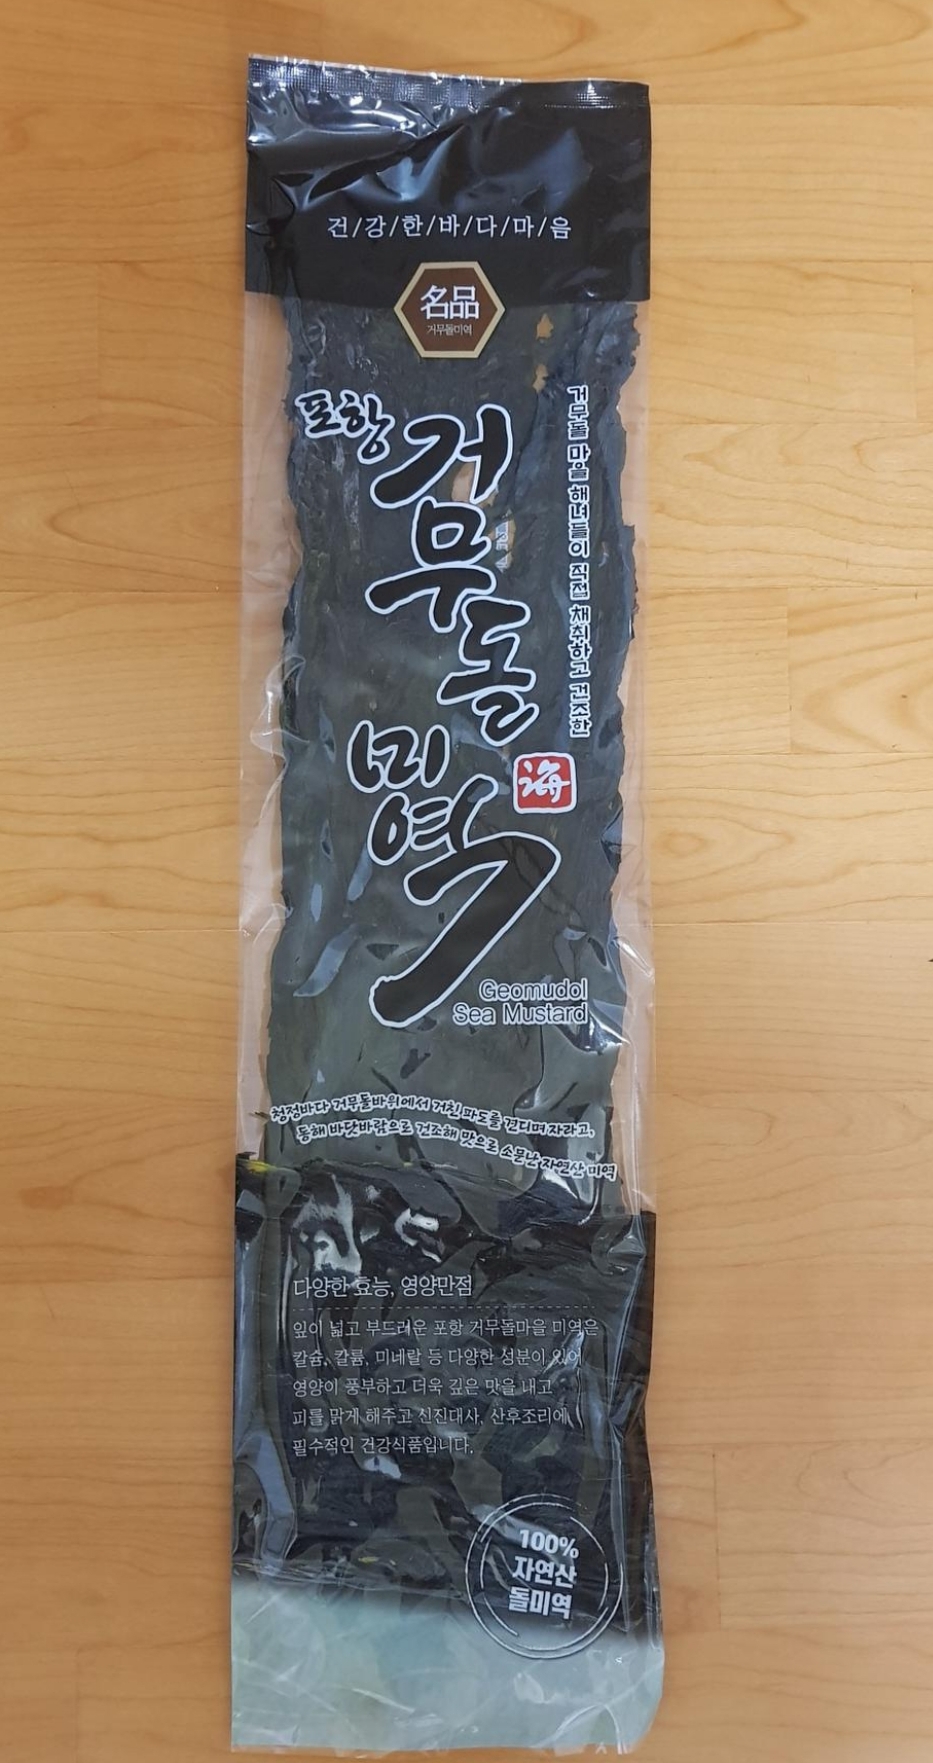 건/강/한/바/다/마/음
名品
거무돌미역
포항
거무돌
미역
거무돌 마을 해녀들이 직접 채취하고 건조한
海
Geomudol
Sea Mustard
청정바다 거무돌바위에서 거친 파도를 견디며 자라고,
동해 바닷바람으로 건조해 맛으로 소문난 자연산 미역
다양한 효능, 영양만점
잎이 넓고 부드러운 포항 거무돌마을 미역은
칼슘, 칼륨, 미네랄 등 다양한 성분이 있어
영양이 풍부하고 더욱 깊은 맛을 내고
피를 맑게 해주고 신진대사, 산후조리에
필수적인 건강식품입니다.
100%
자연산
돌미역